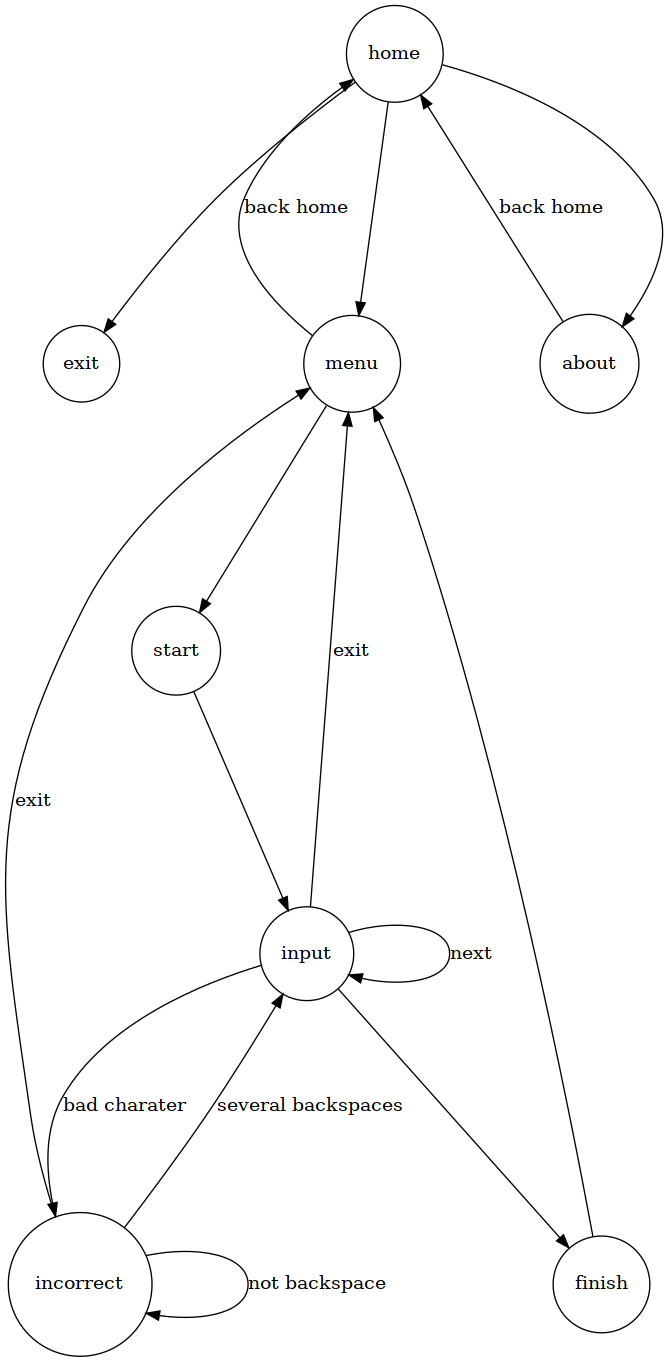 home
back home
back home
exit
menu
about
start
exit
exit
input
next
bad charater
several backspaces
incorrect
not backspace
finish